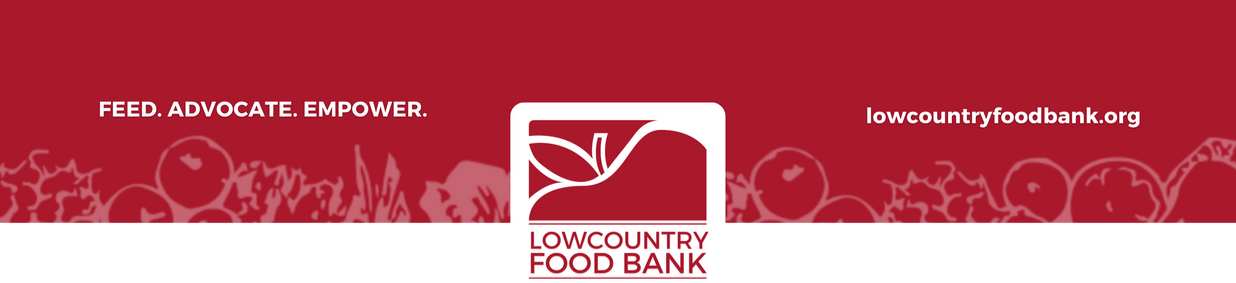 FEED. ADVOCATE. EMPOWER.
lowcountryfoodbank.org
LOWCOUNTRY
FOOD BANK